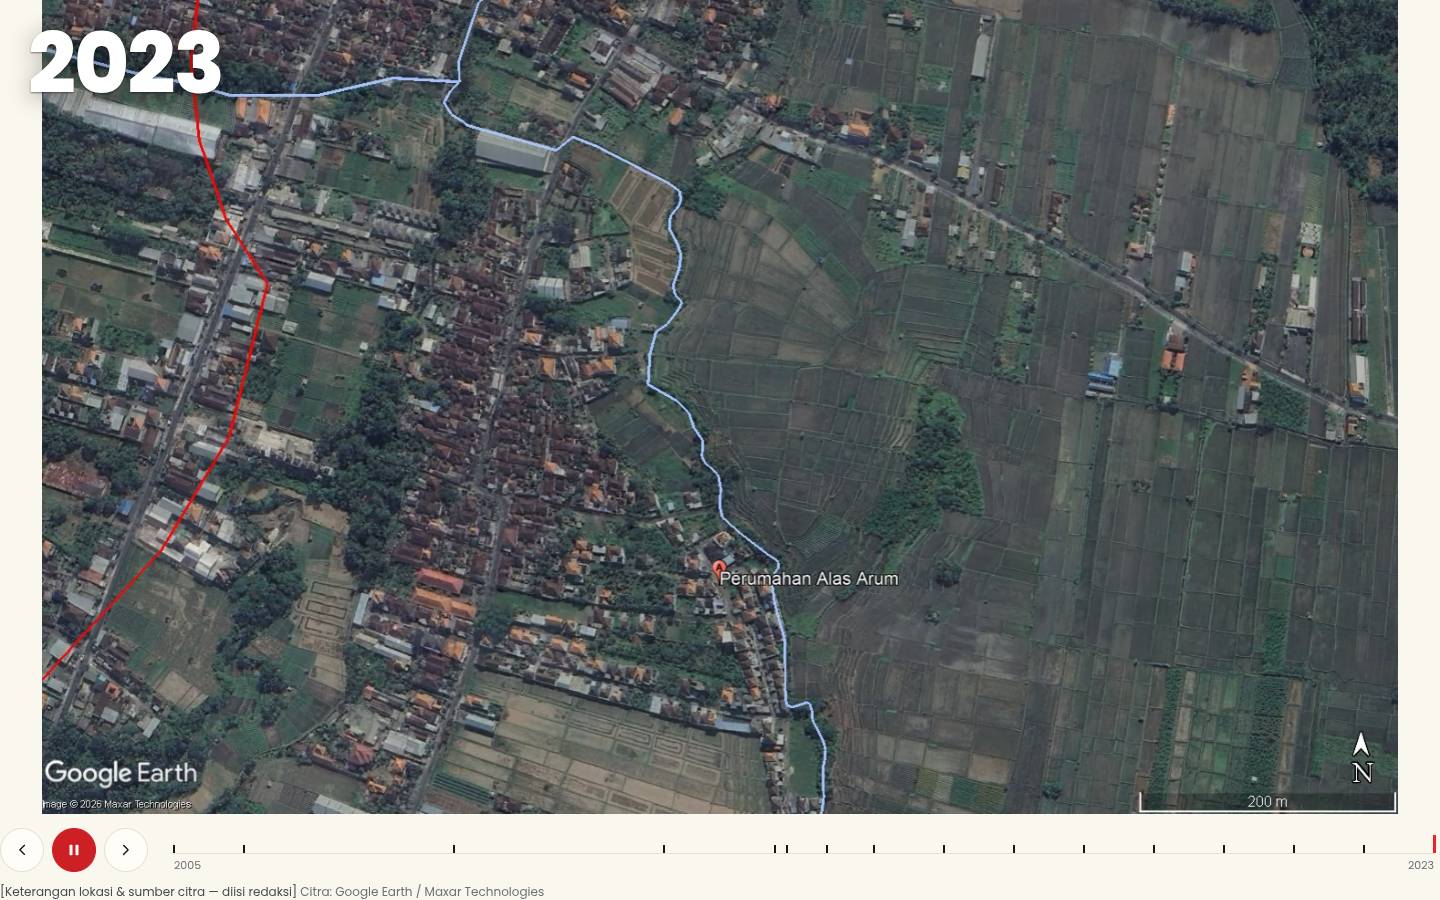 2023
A
Perumahan Alas Arum
N
Google Earth
200 m
Image © 2026 Maxar Technologies
2005
2023
[Keterangan lokasi & sumber citra — diisi redaksi] Citra: Google Earth / Maxar Technologies